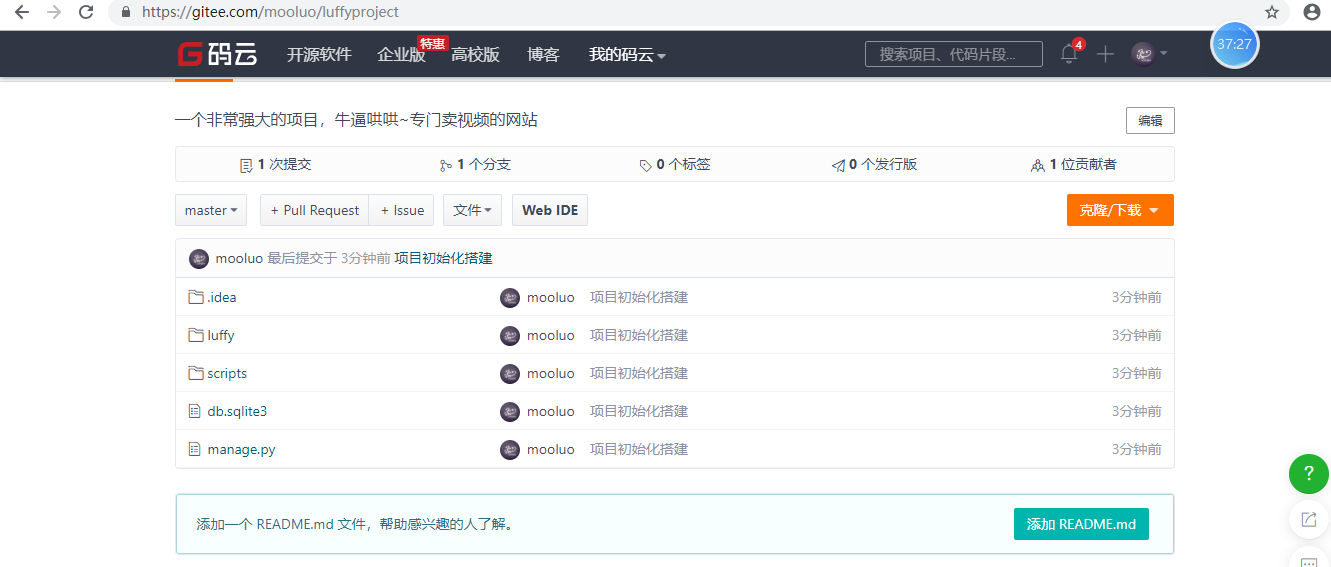 https://gitee.com/mooluo/luffyproject
G 码云 开源软件 企业版 特惠 高校版 博客 我的码云 搜索项目、代码片段... 4 37:27
一个非常强大的项目，牛逼哄哄~专门卖视频的网站 编辑
1 次提交 1 个分支 0 个标签 0 个发行版 1 位贡献者
master + Pull Request + Issue 文件 Web IDE 克隆/下载
mooluo 最后提交于 3分钟前 项目初始化搭建
.idea mooluo 项目初始化搭建 3分钟前
luffy mooluo 项目初始化搭建 3分钟前
scripts mooluo 项目初始化搭建 3分钟前
db.sqlite3 mooluo 项目初始化搭建 3分钟前
manage.py mooluo 项目初始化搭建 3分钟前
?
添加一个 README.md 文件，帮助感兴趣的人了解。 添加 README.md